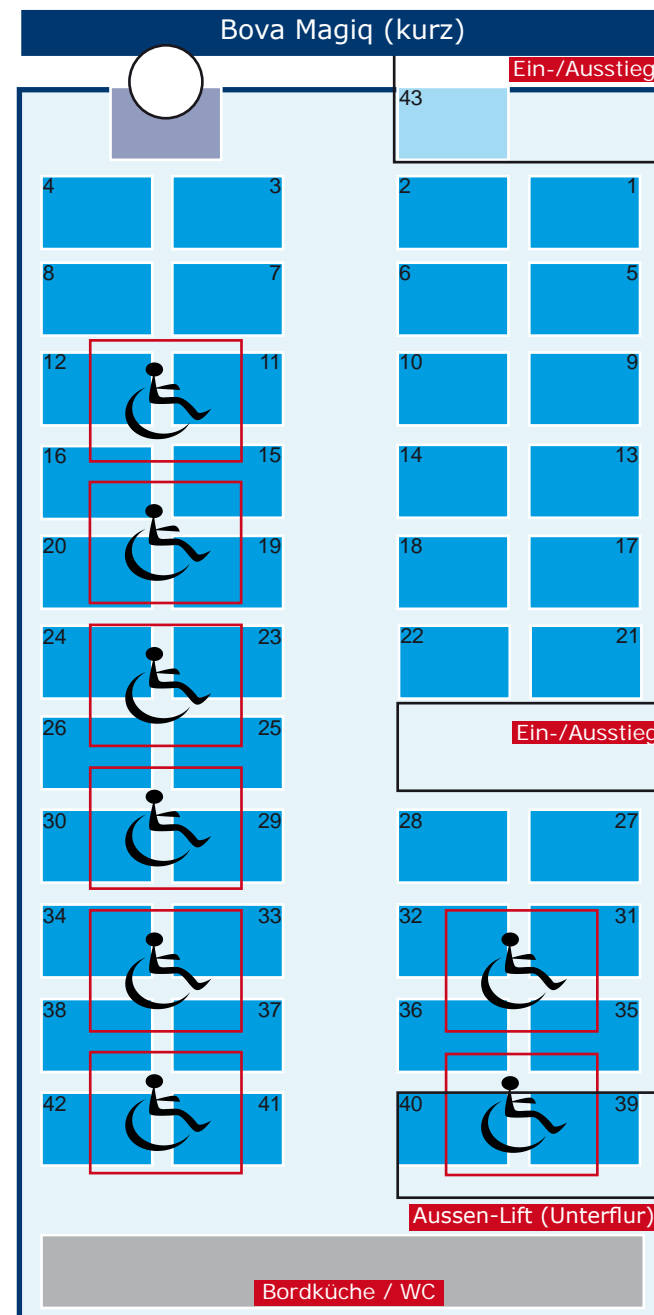 Bova Magiq (kurz)
Ein-/Ausstieg
43
4 3 2 1
8 7 6 5
12 11 10 9
16 15 14 13
20 19 18 17
24 23 22 21
26 25 Ein-/Ausstieg
30 29 28 27
34 33 32 31
38 37 36 35
42 41 40 39
Aussen-Lift (Unterflur)
Bordküche / WC